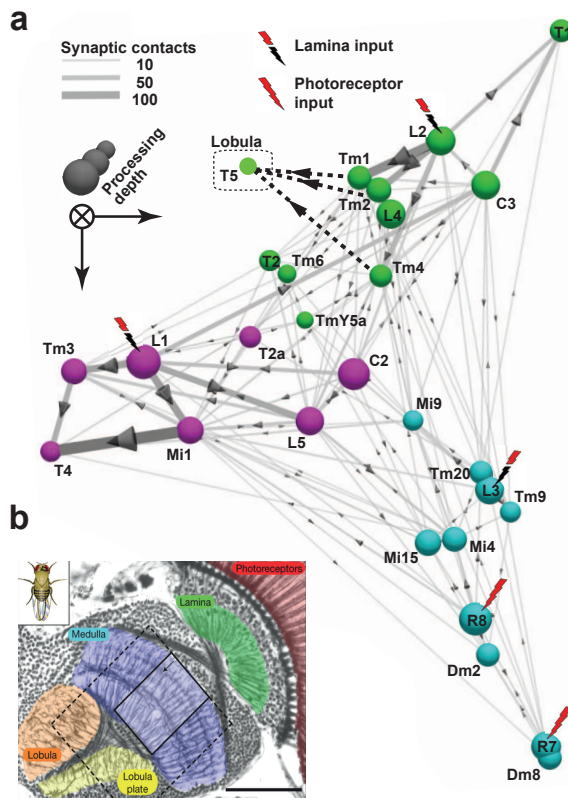 a
Synaptic contacts
10
50
100
Lamina input
Photoreceptor
input
Processing
depth
Lobula
T5
T1
L2
Tm1
Tm2
L4
C3
T2
Tm6
Tm4
TmY5a
L1
Tm3
T2a
C2
Mi9
T4
Mi1
L5
Tm20
L3
Tm9
Mi15
Mi4
R8
Dm2
R7
Dm8
b
Photoreceptors
Lamina
Medulla
Lobula
Lobula
plate